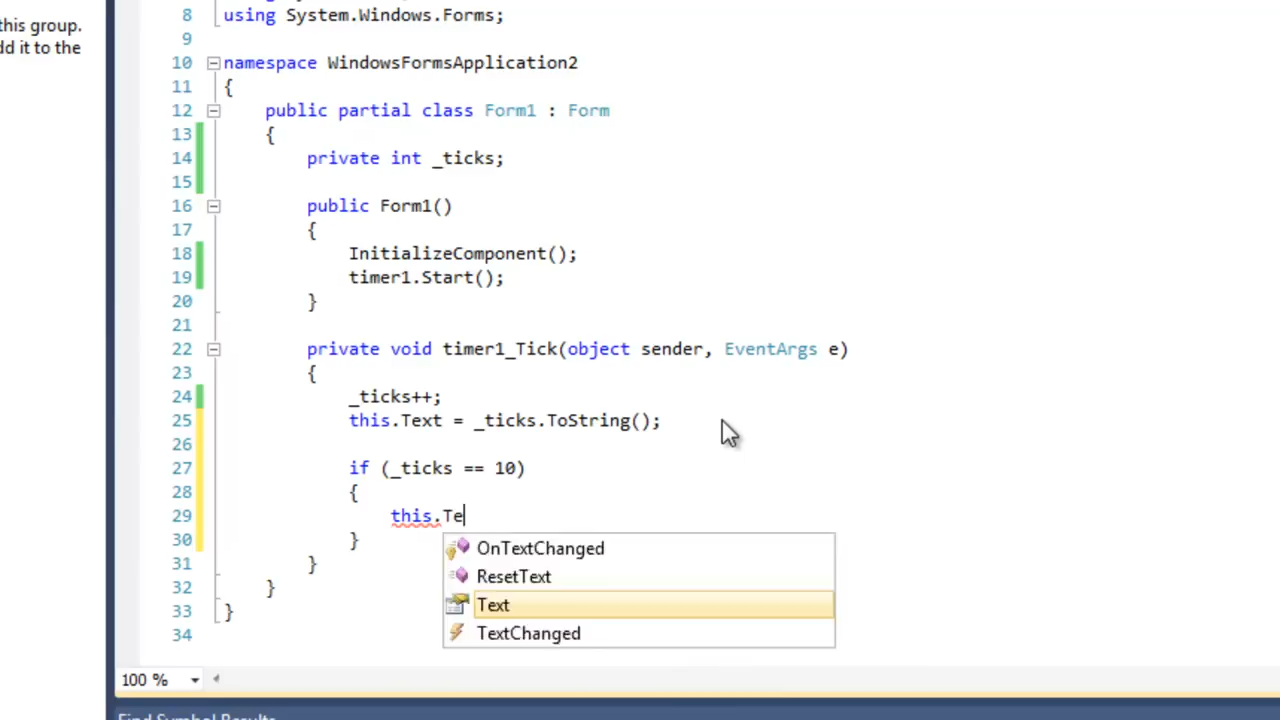 this group.
dd it to the
8 using System.Windows.Forms;
9
10 namespace WindowsFormsApplication2
11 {
12 public partial class Form1 : Form
13 {
14 private int _ticks;
15
16 public Form1()
17 {
18 InitializeComponent();
19 timer1.Start();
20 }
21
22 private void timer1_Tick(object sender, EventArgs e)
23 {
24 _ticks++;
25 this.Text = _ticks.ToString();
26
27 if (_ticks == 10)
28 {
29 this.Te
30 }
31 }
32 }
33 }
34
OnTextChanged
ResetText
Text
TextChanged
100 %
Find Symbol Results